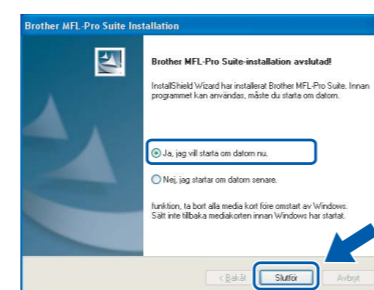 Brother MFL-Pro Suite Installation
Brother MFL-Pro Suite-installation avslutad!
InstallShield Wizard har installerat Brother MFL-Pro Suite. Innan
programmet kan användas, måste du starta om datorn.
Ja, jag vill starta om datorn nu.
Nej, jag startar om datorn senare.
funktion, ta bort alla media kort före omstart av Windows.
Sätt inte tillbaka mediakorten innan Windows har startat.
< Bakåt
Slutför
Avbryt